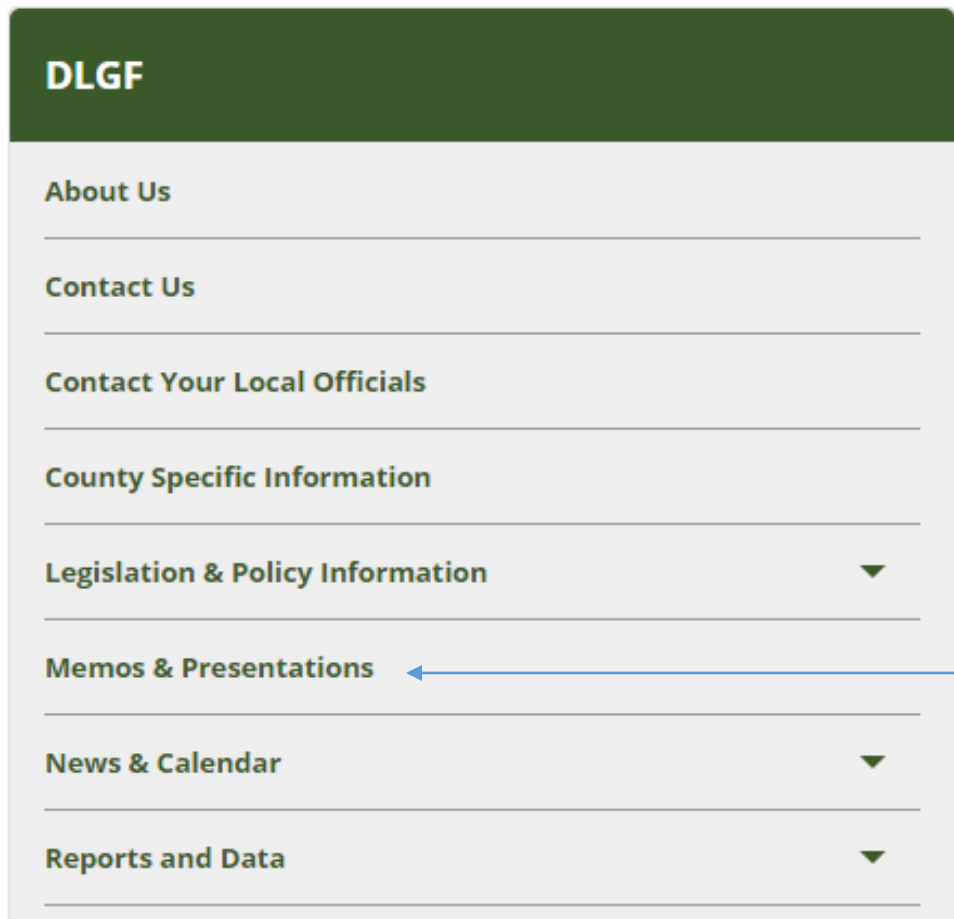 DLGF
About Us
Contact Us
Contact Your Local Officials
County Specific Information
Legislation & Policy Information
Memos & Presentations
News & Calendar
Reports and Data